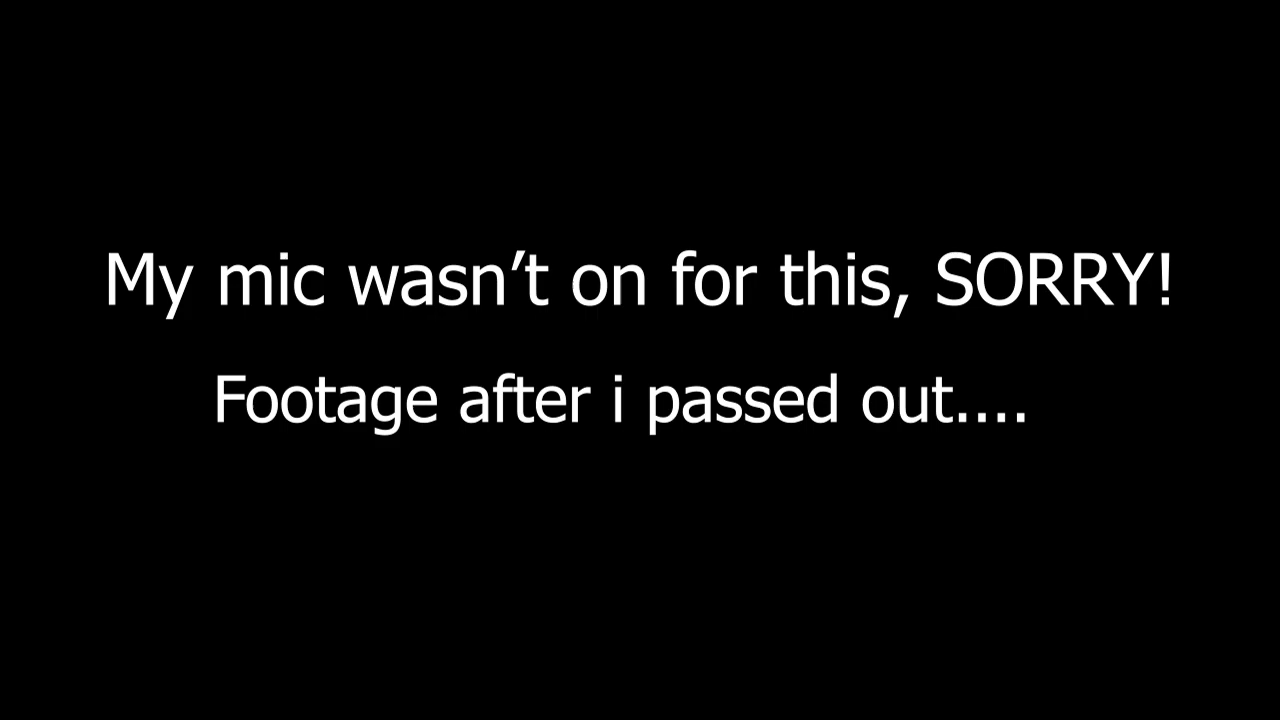 My mic wasn’t on for this, SORRY!
Footage after i passed out....